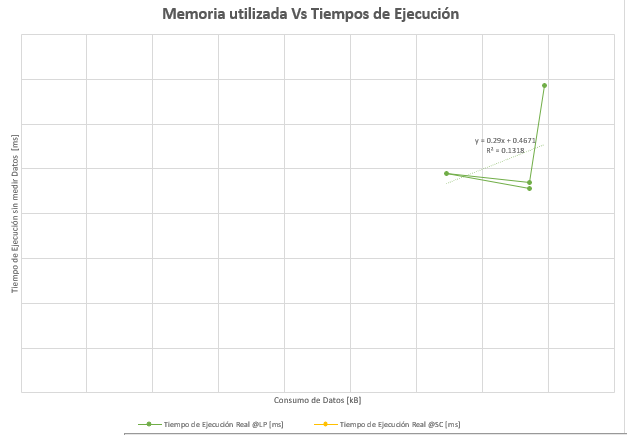 Memoria utilizada Vs Tiempos de Ejecución
Tiempo de Ejecución sin medir Datos [ms]
y = 0.29x + 0.4671
R² = 0.1318
Consumo de Datos [kB]
Tiempo de Ejecución Real @LP [ms]
Tiempo de Ejecución Real @SC [ms]